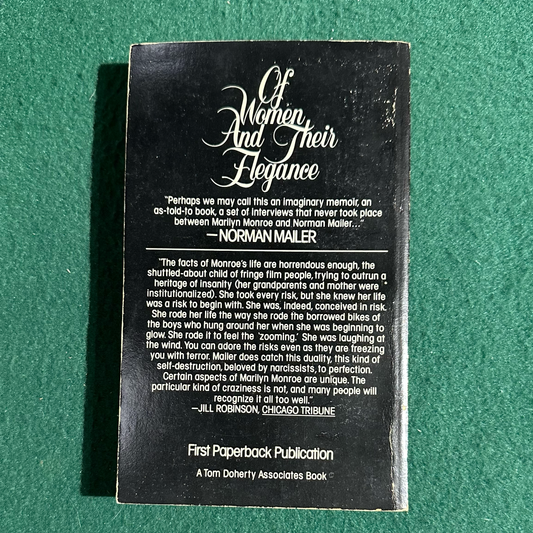 Of
Women
And Their
Elegance
"Perhaps we may call this an imaginary memoir, an
as-told-to book, a set of interviews that never took place
between Marilyn Monroe and Norman Mailer..."
—NORMAN MAILER
"The facts of Monroe's life are horrendous enough, the
shuttled-about child of fringe film people, trying to outrun a
heritage of insanity (her grandparents and mother were
institutionalized). She took every risk, but she knew her life
was a risk to begin with. She was, indeed, conceived in risk.
She rode her life the way she rode the borrowed bikes of
the boys who hung around her when she was beginning to
glow. She rode it to feel the 'zooming.' She was laughing at
the wind. You can adore the risks even as they are freezing
you with terror. Mailer does catch this duality, this kind of
self-destruction, beloved by narcissists, to perfection.
Certain aspects of Marilyn Monroe are unique. The
particular kind of craziness is not, and many people will
recognize it all too well."
—JILL ROBINSON, CHICAGO TRIBUNE
First Paperback Publication
A Tom Doherty Associates Book